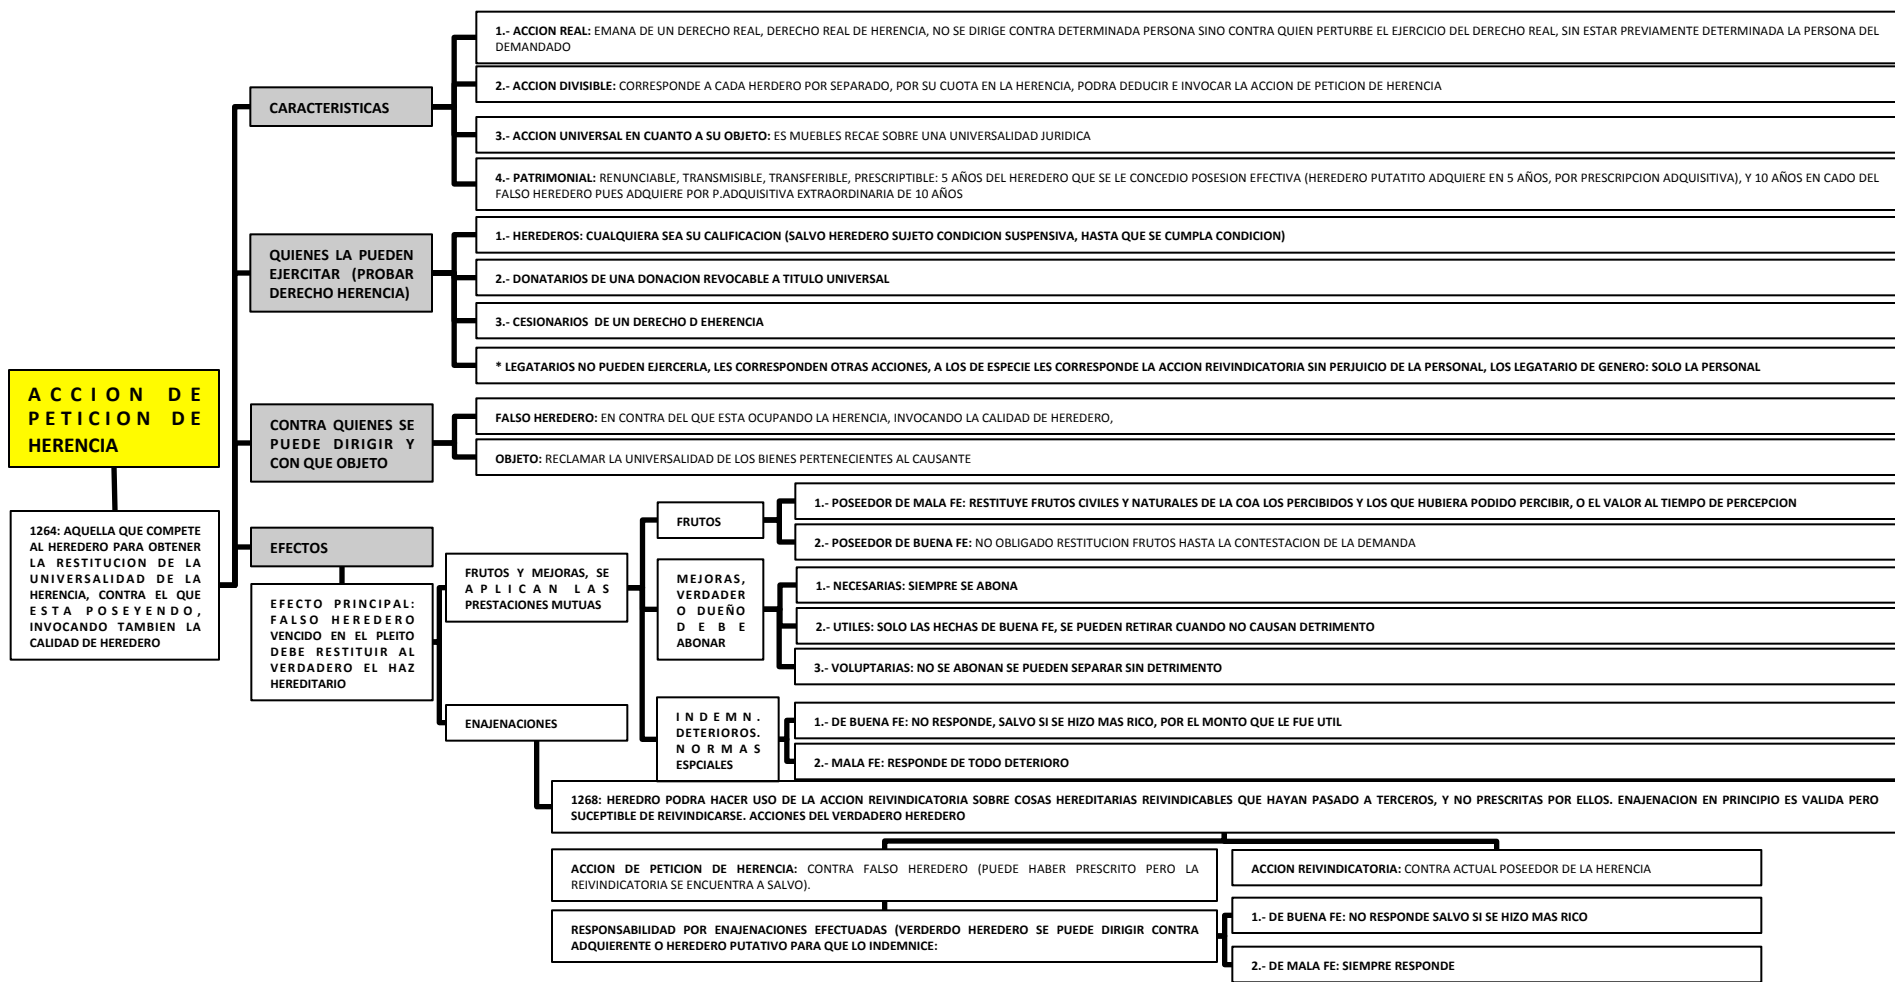 1.- ACCION REAL: EMANA DE UN DERECHO REAL, DERECHO REAL DE HERENCIA, NO SE DIRIGE CONTRA DETERMINADA PERSONA SINO CONTRA QUIEN PERTURBE EL EJERCICIO DEL DERECHO REAL, SIN ESTAR PREVIAMENTE DETERMINADA LA PERSONA DEL
DEMANDADO
2.- ACCION DIVISIBLE: CORRESPONDE A CADA HERDERO POR SEPARADO, POR SU CUOTA EN LA HERENCIA, PODRA DEDUCIR E INVOCAR LA ACCION DE PETICION DE HERENCIA
CARACTERISTICAS
3.- ACCION UNIVERSAL EN CUANTO A SU OBJETO: ES MUEBLES RECAE SOBRE UNA UNIVERSALIDAD JURIDICA
4.- PATRIMONIAL: RENUNCIABLE, TRANSMISIBLE, TRANSFERIBLE, PRESCRIPTIBLE: 5 AÑOS DEL HEREDERO QUE SE LE CONCEDIO POSESION EFECTIVA (HEREDERO PUTATITO ADQUIERE EN 5 AÑOS, POR PRESCRIPCION ADQUISITIVA), Y 10 AÑOS EN CADO DEL
FALSO HEREDERO PUES ADQUIERE POR P.ADQUISITIVA EXTRAORDINARIA DE 10 AÑOS
QUIENES LA PUEDEN
EJERCITAR (PROBAR
DERECHO HERENCIA)
1.- HEREDEROS: CUALQUIERA SEA SU CALIFICACION (SALVO HEREDERO SUJETO CONDICION SUSPENSIVA, HASTA QUE SE CUMPLA CONDICION)
2.- DONATARIOS DE UNA DONACION REVOCABLE A TITULO UNIVERSAL
3.- CESIONARIOS DE UN DERECHO D EHERENCIA
* LEGATARIOS NO PUEDEN EJERCERLA, LES CORRESPONDEN OTRAS ACCIONES, A LOS DE ESPECIE LES CORRESPONDE LA ACCION REIVINDICATORIA SIN PERJUICIO DE LA PERSONAL, LOS LEGATARIO DE GENERO: SOLO LA PERSONAL
ACCION DE
PETICION DE
HERENCIA
CONTRA QUIENES SE
PUEDE DIRIGIR Y
CON QUE OBJETO
FALSO HEREDERO: EN CONTRA DEL QUE ESTA OCUPANDO LA HERENCIA, INVOCANDO LA CALIDAD DE HEREDERO,
OBJETO: RECLAMAR LA UNIVERSALIDAD DE LOS BIENES PERTENECIENTES AL CAUSANTE
1264: AQUELLA QUE COMPETE
AL HEREDERO PARA OBTENER
LA RESTITUCION DE LA
UNIVERSALIDAD DE LA
HERENCIA, CONTRA EL QUE
ESTA POSEYENDO,
INVOCANDO TAMBIEN LA
CALIDAD DE HEREDERO
EFECTOS
EFECTO PRINCIPAL:
FALSO HEREDERO
VENCIDO EN EL PLEITO
DEBE RESTITUIR AL
VERDADERO EL HAZ
HEREDITARIO
FRUTOS Y MEJORAS, SE
APLICAN LAS
PRESTACIONES MUTUAS
FRUTOS
1.- POSEEDOR DE MALA FE: RESTITUYE FRUTOS CIVILES Y NATURALES DE LA COA LOS PERCIBIDOS Y LOS QUE HUBIERA PODIDO PERCIBIR, O EL VALOR AL TIEMPO DE PERCEPCION
2.- POSEEDOR DE BUENA FE: NO OBLIGADO RESTITUCION FRUTOS HASTA LA CONTESTACION DE LA DEMANDA
MEJORAS,
VERDADER
O DUEÑO
DEBE
ABONAR
1.- NECESARIAS: SIEMPRE SE ABONA
2.- UTILES: SOLO LAS HECHAS DE BUENA FE, SE PUEDEN RETIRAR CUANDO NO CAUSAN DETRIMENTO
3.- VOLUPTARIAS: NO SE ABONAN SE PUEDEN SEPARAR SIN DETRIMENTO
INDEMN.
DETERIOROS.
NORMAS
ESPCIALES
1.- DE BUENA FE: NO RESPONDE, SALVO SI SE HIZO MAS RICO, POR EL MONTO QUE LE FUE UTIL
2.- MALA FE: RESPONDE DE TODO DETERIORO
ENAJENACIONES
1268: HEREDRO PODRA HACER USO DE LA ACCION REIVINDICATORIA SOBRE COSAS HEREDITARIAS REIVINDICABLES QUE HAYAN PASADO A TERCEROS, Y NO PRESCRITAS POR ELLOS. ENAJENACION EN PRINCIPIO ES VALIDA PERO
SUCEPTIBLE DE REIVINDICARSE. ACCIONES DEL VERDADERO HEREDERO
ACCION DE PETICION DE HERENCIA: CONTRA FALSO HEREDERO (PUEDE HABER PRESCRITO PERO LA
REIVINDICATORIA SE ENCUENTRA A SALVO).
ACCION REIVINDICATORIA: CONTRA ACTUAL POSEEDOR DE LA HERENCIA
RESPONSABILIDAD POR ENAJENACIONES EFECTUADAS (VERDERDO HEREDERO SE PUEDE DIRIGIR CONTRA
ADQUIERENTE O HEREDERO PUTATIVO PARA QUE LO INDEMNICE:
1.- DE BUENA FE: NO RESPONDE SALVO SI SE HIZO MAS RICO
2.- DE MALA FE: SIEMPRE RESPONDE